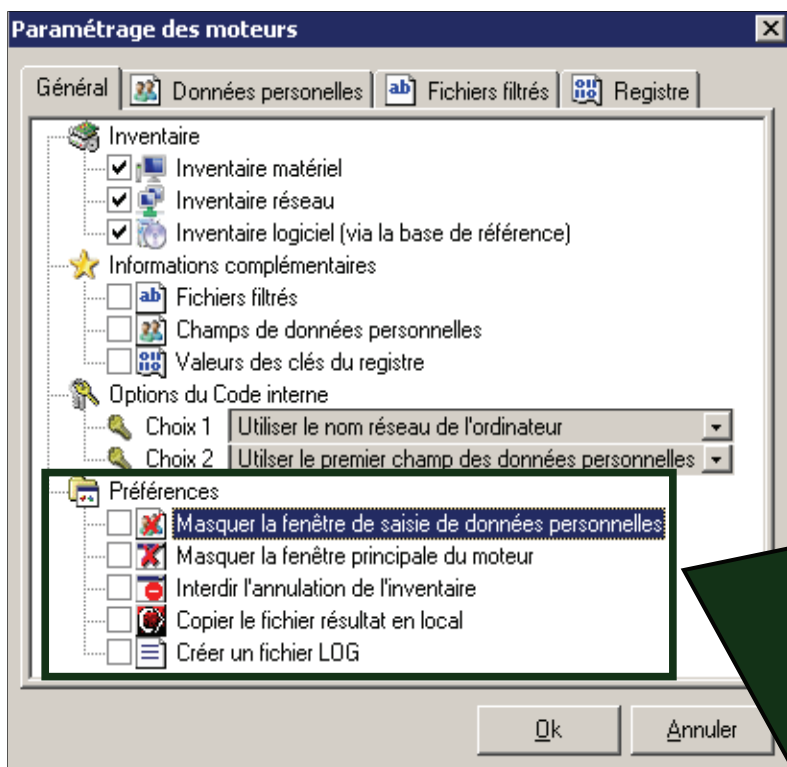 Paramétrage des moteurs
Général Données personelles Fichiers filtrés Registre
Inventaire
Inventaire matériel
Inventaire réseau
Inventaire logiciel (via la base de référence)
Informations complémentaires
Fichiers filtrés
Champs de données personnelles
Valeurs des clés du registre
Options du Code interne
Choix 1 Utiliser le nom réseau de l'ordinateur
Choix 2 Utilser le premier champ des données personnelles
Préférences
Masquer la fenêtre de saisie de données personnelles
Masquer la fenêtre principale du moteur
Interdir l'annulation de l'inventaire
Copier le fichier résultat en local
Créer un fichier LOG
Ok Annuler